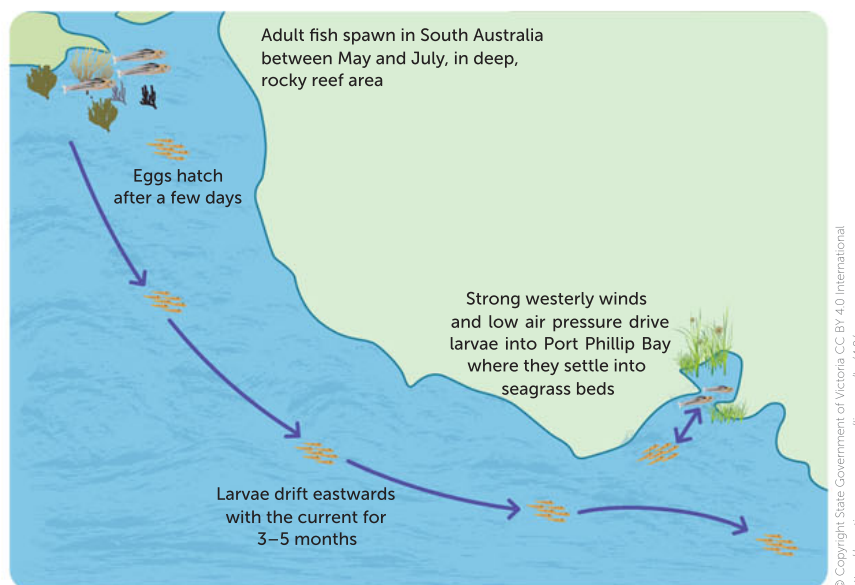 Adult fish spawn in South Australia
between May and July, in deep,
rocky reef area
Eggs hatch
after a few days
Strong westerly winds
and low air pressure drive
larvae into Port Phillip Bay
where they settle into
seagrass beds
Larvae drift eastwards
with the current for
3–5 months
© Copyright State Government of Victoria CC BY 4.0 International